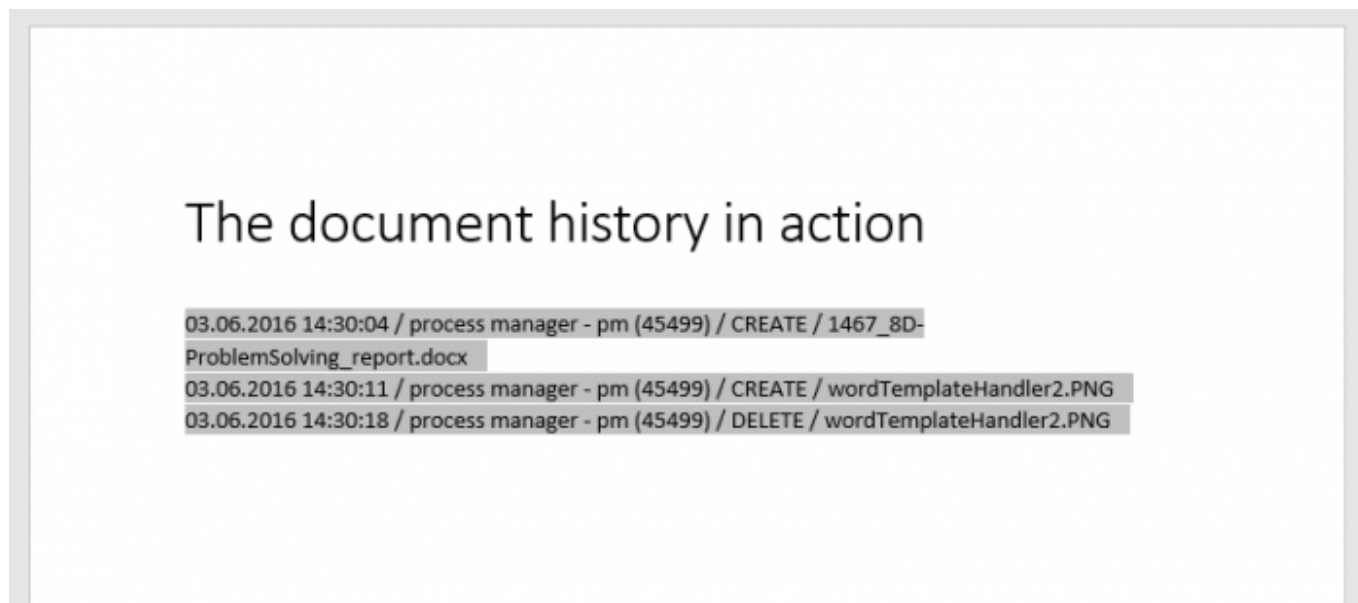 The document history in action
03.06.2016 14:30:04 / process manager - pm (45499) / CREATE / 1467_8D-
ProblemSolving_report.docx
03.06.2016 14:30:11 / process manager - pm (45499) / CREATE / wordTemplateHandler2.PNG
03.06.2016 14:30:18 / process manager - pm (45499) / DELETE / wordTemplateHandler2.PNG